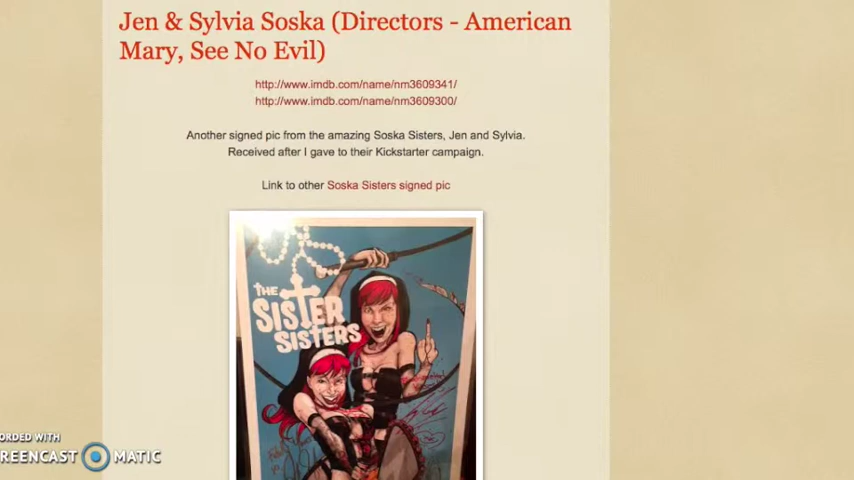 Jen & Sylvia Soska (Directors - American
Mary, See No Evil)
http://www.imdb.com/name/nm3609341/
http://www.imdb.com/name/nm3609300/
Another signed pic from the amazing Soska Sisters, Jen and Sylvia.
Received after I gave to their Kickstarter campaign.
Link to other Soska Sisters signed pic
THE
SISTER
SISTERS
ORDED WITH
REENCAST MATIC